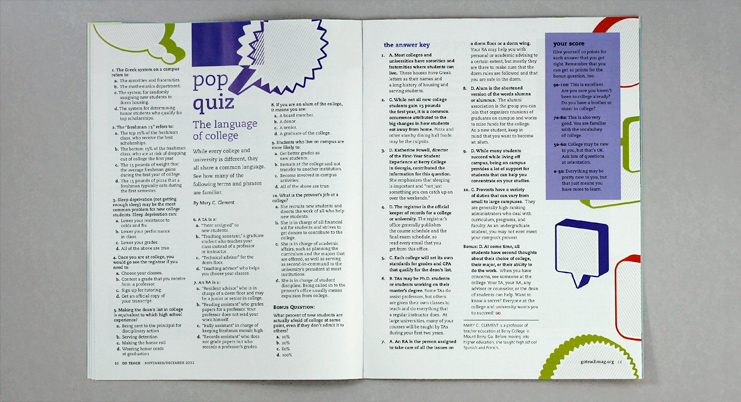 1. The Greek system on a campus
refers to:
a. The minorities and fraternities.
b. The mathematics department.
c. The system for randomly
assigning new students to
dorm housing.
d. The system for determining
honor students who qualify for
top scholarships.
2. The "freshman 15" refers to:
a. The top 15% of the freshman
class, who receive the best
scholarships.
b. The bottom 15% of the freshman
class, who are at risk of dropping
out of college the first year.
c. The 15 pounds of weight that
the average freshman gains
during the first year of college.
d. The 15 pounds of pizza that a
freshman typically eats during
the first semester.
3. Sleep deprivation (not getting
enough sleep) may be the most
common problem for new college
students. Sleep deprivation can:
a. Lower your resistance to
colds and flu.
b. Lower your performance
in class.
c. Lower your grades.
d. All of the above are true.
4. Once you are at college, you
would go see the registrar if you
need to
a. Choose your classes.
b. Correct a grade that you receive
from a professor.
c. Sign up for tutoring.
d. Get an official copy of
your transcript.
5. Making the dean's list in college
is equivalent to which high school
experience?
a. Being sent to the principal for
disciplinary action
b. Serving detention
c. Making the honor roll
d. Wearing honor cords
at graduation
pop
quiz
The language
of college
While every college and
university is different, they
all share a common language.
See how many of the
following terms and phrases
are familiar.
By Mary C. Clement
6. A TA is a:
a. "Tutor assigned" to
new students.
b. "Teaching assistant," a graduate
student who teaches your
class instead of a professor
or instructor.
c. "Technical advisor" for the
dorm floor.
d. "Teaching advisor" who helps
you choose your classes.
7. An RA is a:
a. "Resident advisor" who is in
charge of a dorm floor and may
be a junior or senior in college.
b. "Reading assistant" who grades
papers for a professor. Your
professor does not read your
work himself.
c. "Rally assistant" in charge of
keeping freshman morale high.
d. "Records assistant" who does
not grade papers but who
records a professor's grades.
8. If you are an alum of the college,
it means you are:
a. A board member.
b. A donor.
c. A senior.
d. A graduate of the college.
9. Students who live on campus are
more likely to:
a. Get better grades as
new students.
b. Remain at the college and not
transfer to another institution.
c. Become involved in campus
activities.
d. All of the above are true.
10. What is the provost's job at a
college?
a. She recruits new students and
directs the work of all who help
new students.
b. She is in charge of all financial
aid for students and strives to
get donors to contribute to the
college.
c. She is in charge of academic
affairs, such as planning the
curriculum and the majors that
are offered, as well as serving
as second-in-command to the
university's president at most
institutions.
d. She is in charge of student
discipline. Being called in to the
provost's office usually means
expulsion from college.
Bonus Question:
What percent of new students are
actually afraid of college at some
point, even if they don't admit it to
others?
a. 10%
b. 50%
c. 80%
d. 100%
GO TEACH NOVEMBER/DECEMBER 2011
the answer key
1. A. Most colleges and
universities have sororities and
fraternities where students can
live. These houses have Greek
letters as their names and
a long history of housing and
serving students.
2. C. While not all new college
students gain 15 pounds
the first year, it is a common
occurrence attributed to the
big changes in how students
eat away from home. Pizza and
other snacks during hall floods
may be the culprits.
3. D. Katherine Powell, director
of the First-Year Student
Experience at Berry College
in Georgia, contributed the
information for this question.
She emphasizes that sleeping
is important and "not just
something you can catch up on
over the weekends."
4. D. The registrar is the official
keeper of records for a college
or university. The registrar's
office generally publishes
the course schedule and the
final exam schedule, so
read every email that you
get from this office.
5. C. Each college will set its own
standards for grades and GPA
that qualify for the dean's list.
6. B. TAs may be Ph.D. students
or students working on their
master's degree. Some TAs do
assist professors, but others
are given their own classes to
teach and do everything that
a regular instructor does. At
large universities, many of your
courses will be taught by TAs
during your first two years.
7. A. An RA is the person assigned
to take care of all the issues on
a dorm floor or a dorm wing.
Your RA may help you with
personal or academic advising to
a certain extent, but mostly they
are there to make sure that the
dorm rules are followed and that
you are safe in the dorm.
8. D. Alum is the shortened
version of the words alumnus
or alumnae. The alumni
association is the group you can
join that organizes reunions of
graduates on campus and works
to raise funds for the college.
As a new student, keep in
mind that you want to become
an alum.
9. D. While many students
succeed while living off
campus, living on campus
provides a lot of support for
students that can help you
concentrate on your studies.
10. C. Provosts have a variety
of duties that can vary from
small to large campuses. They
are generally high-ranking
administrators who deal with
curriculum, programs, and
faculty. As an undergraduate
student, you may not even meet
your campus's provost.
Bonus: D. At some time, all
students have second thoughts
about their choice of college,
their major, or their ability to
do the work. When you have
concerns, see someone at the
college. Your TA, your RA, any
advisor or counselor, or the dean
of students can help. Want to
know a secret? Everyone at the
college and university wants you
to succeed!
MARY C. CLEMENT is a professor of
teacher education at Berry College, in
Mount Berry, Ga. Before moving into
higher education, she taught high school
Spanish and French.
your score
Give yourself 10 points for
each answer that you got
right. Remember that you
can get 10 points for the
bonus question, too.
90-110: This is excellent.
Are you sure you haven't
been to college already?
Do you have a brother
or sister in college?
70-80: This is also very
good. You are familiar
with the vocabulary
of college.
50-60: College may be new
to you, but that's OK.
Ask lots of questions
at orientation.
0-40: Everything may be
pretty new to you, but
that just means you
have more to learn.
goteachmag.org